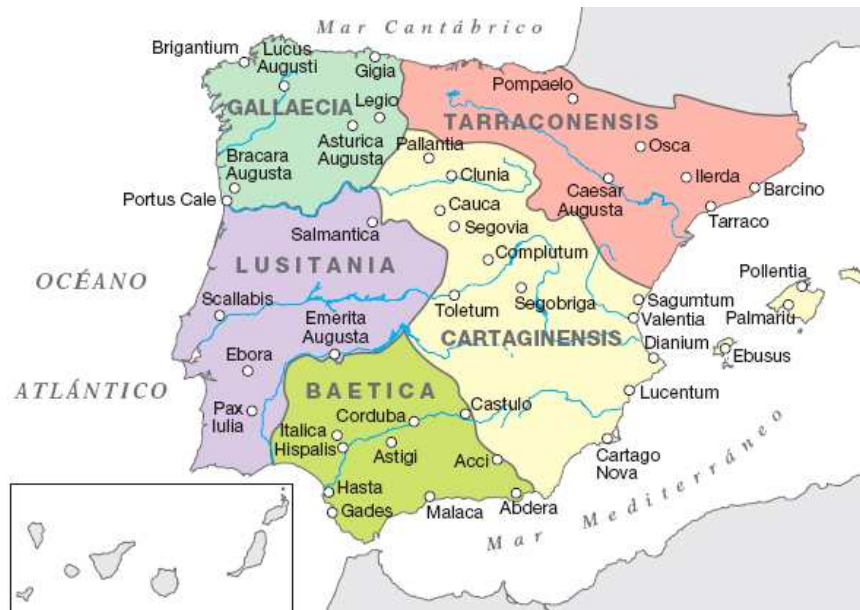 Mar Cantábrico
Brigantium
Lucus
Augusti
Gigia
GALLAECIA
Legio
Asturica
Augusta
Bracara
Augusta
Portus Cale
Pompaelo
TARRACONENSIS
Osca
Pallantia
Clunia
Caesar
Augusta
Ilerda
Barcino
Tarraco
Cauca
Segovia
Salmantica
Complutum
LUSITANIA
OCÉANO
Scallabis
Toletum
Segobriga
Sagumtum
Valentia
Pollentia
Palmariu
Emerita
Augusta
CARTAGINENSIS
Dianium
Ebusus
Ebora
ATLÁNTICO
BAETICA
Lucentum
Pax
Iulia
Italica
Hispalis
Corduba
Castulo
Astigi
Acci
Cartago
Nova
Hasta
Gades
Malaca
Abdera
Mar Mediterráneo